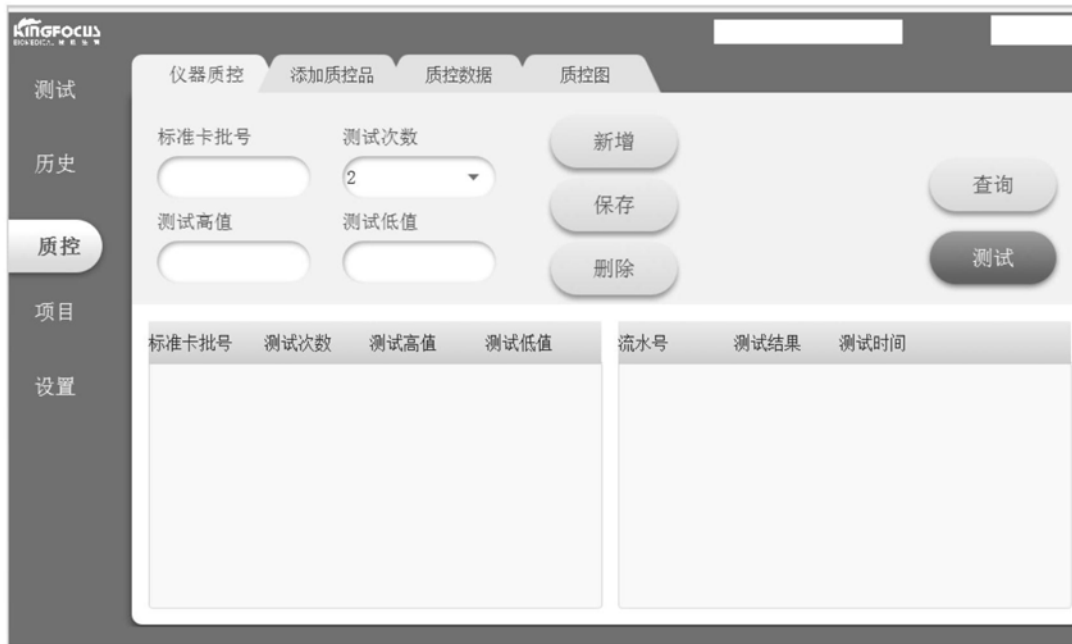 KINGFOCUS
测试
历史
质控
项目
设置
仪器质控 添加质控品 质控数据 质控图
标准卡批号 测试次数
2
测试高值 测试低值
新增
保存
删除
查询
测试
标准卡批号 测试次数 测试高值 测试低值
流水号 测试结果 测试时间